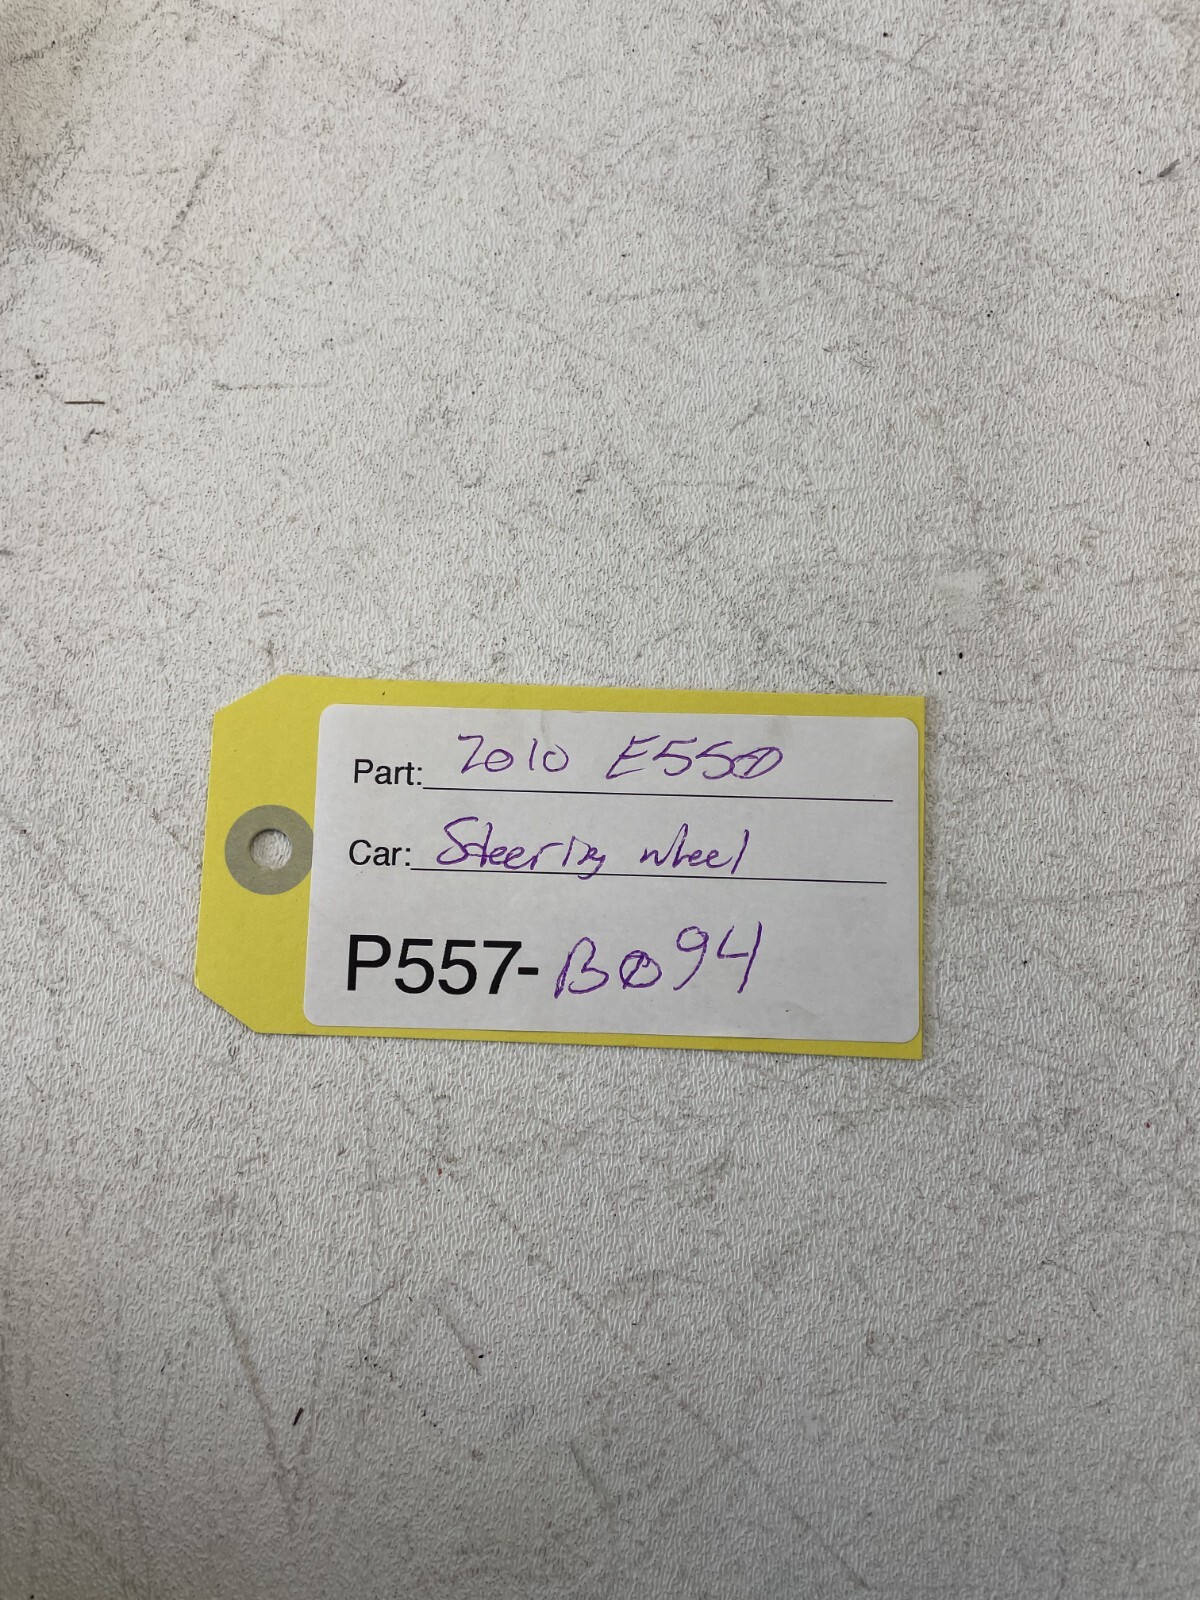 Part: 2010 E550
Car: Steering wheel
P557-B094